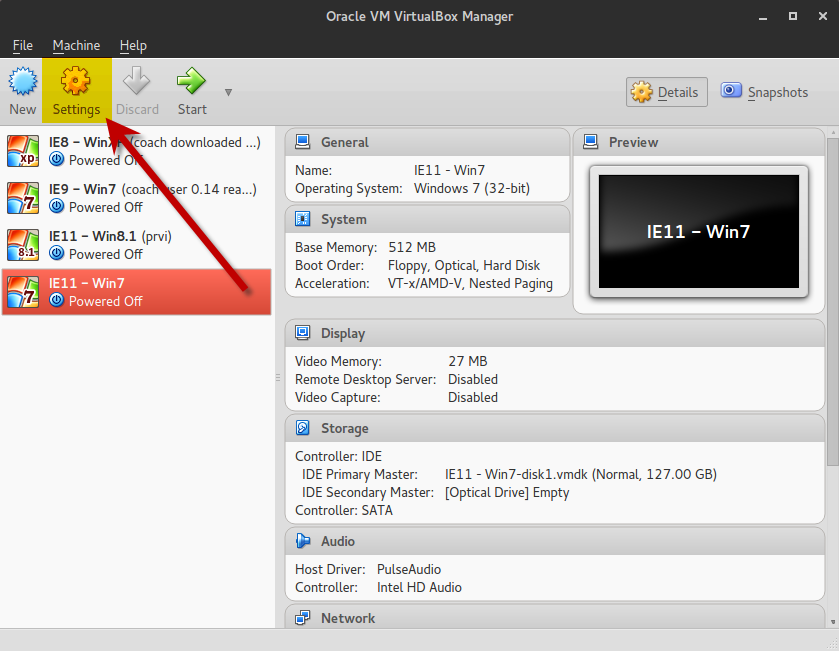 Oracle VM VirtualBox Manager
File Machine Help
New Settings Discard Start Details Snapshots
IE8 – WinXP (coach downloaded ...)
Powered Off
IE9 – Win7 (coach user 0.14 rea...)
Powered Off
IE11 – Win8.1 (prvi)
Powered Off
IE11 – Win7
Powered Off
xp
7
8.1
7
General
Name: IE11 - Win7
Operating System: Windows 7 (32-bit)
System
Base Memory: 512 MB
Boot Order: Floppy, Optical, Hard Disk
Acceleration: VT-x/AMD-V, Nested Paging
Preview
IE11 – Win7
Display
Video Memory: 27 MB
Remote Desktop Server: Disabled
Video Capture: Disabled
Storage
Controller: IDE
IDE Primary Master: IE11 - Win7-disk1.vmdk (Normal, 127.00 GB)
IDE Secondary Master: [Optical Drive] Empty
Controller: SATA
Audio
Host Driver: PulseAudio
Controller: Intel HD Audio
Network